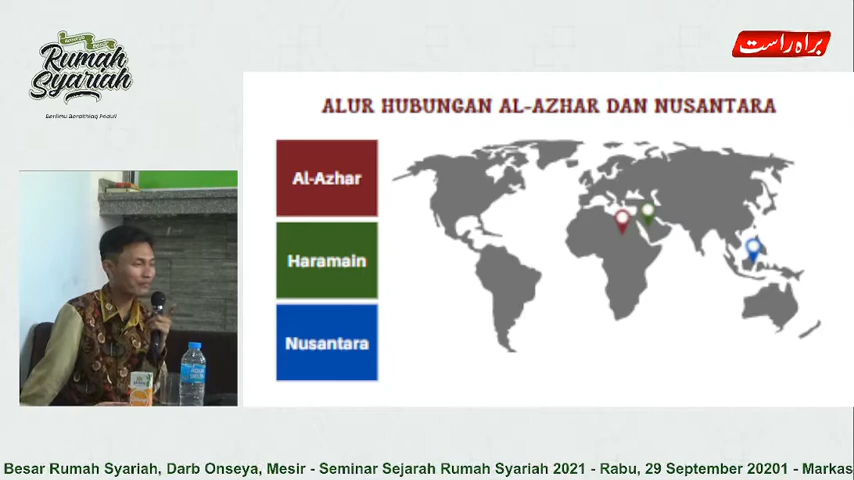 Rumah
Syariah
Berilmu Berakhlaq Peduli
براه راست
ALUR HUBUNGAN AL-AZHAR DAN NUSANTARA
Al-Azhar
Haramain
Nusantara
Besar Rumah Syariah, Darb Onseya, Mesir - Seminar Sejarah Rumah Syariah 2021 - Rabu, 29 September 20201 - Markas